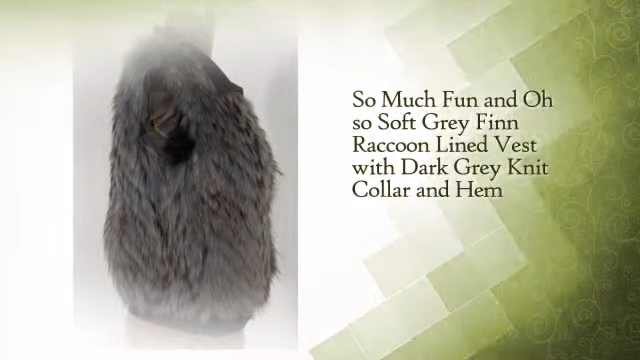 So Much Fun and Oh
so Soft Grey Finn
Raccoon Lined Vest
with Dark Grey Knit
Collar and Hem